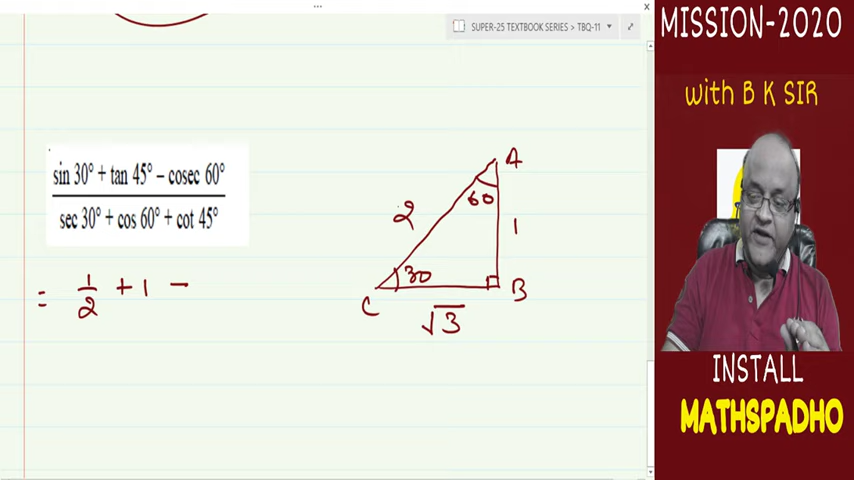 SUPER-25 TEXTBOOK SERIES > TBQ-11
MISSION-2020
with B K SIR
sin 30° + tan 45° – cosec 60°
sec 30° + cos 60° + cot 45°
= 1/2 + 1 -
A
60
2
1
30
C
B
√3
INSTALL
MATHSPADHO